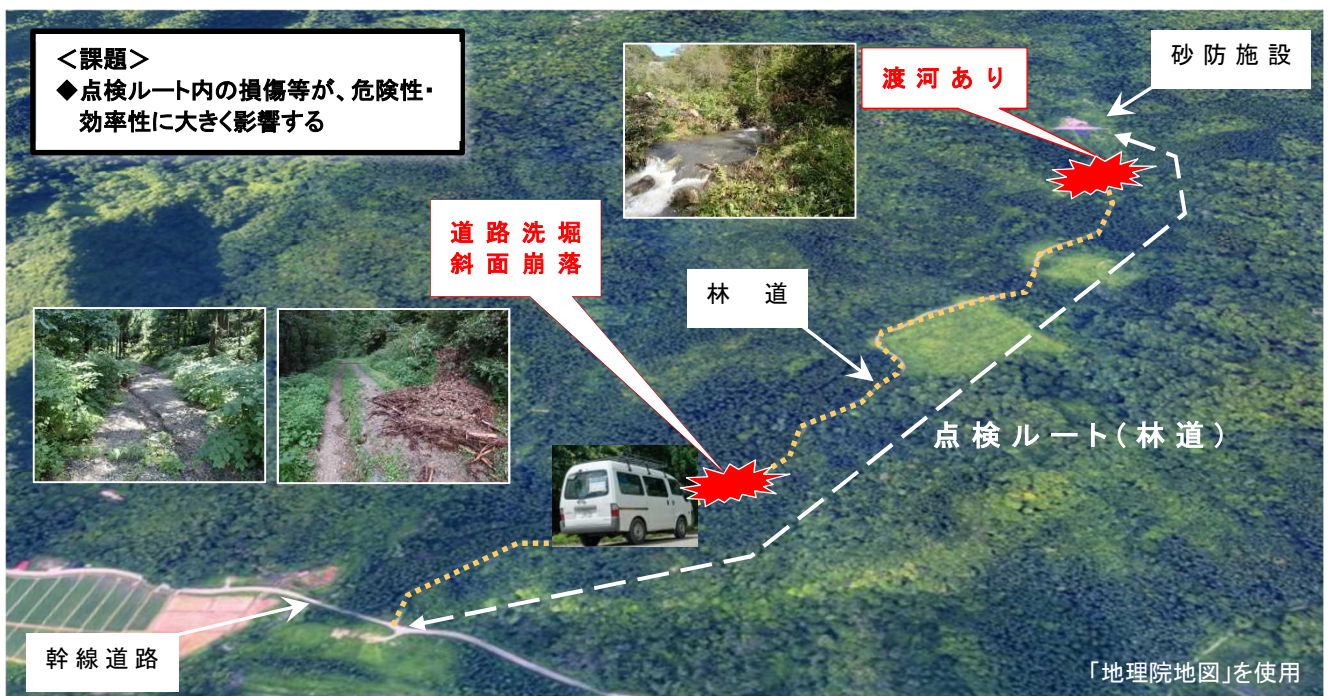 ＜課題＞
◆点検ルート内の損傷等が、危険性・
効率性に大きく影響する
渡河あり
砂防施設
道路洗堀
斜面崩落
林道
点検ルート（林道）
幹線道路
「地理院地図」を使用